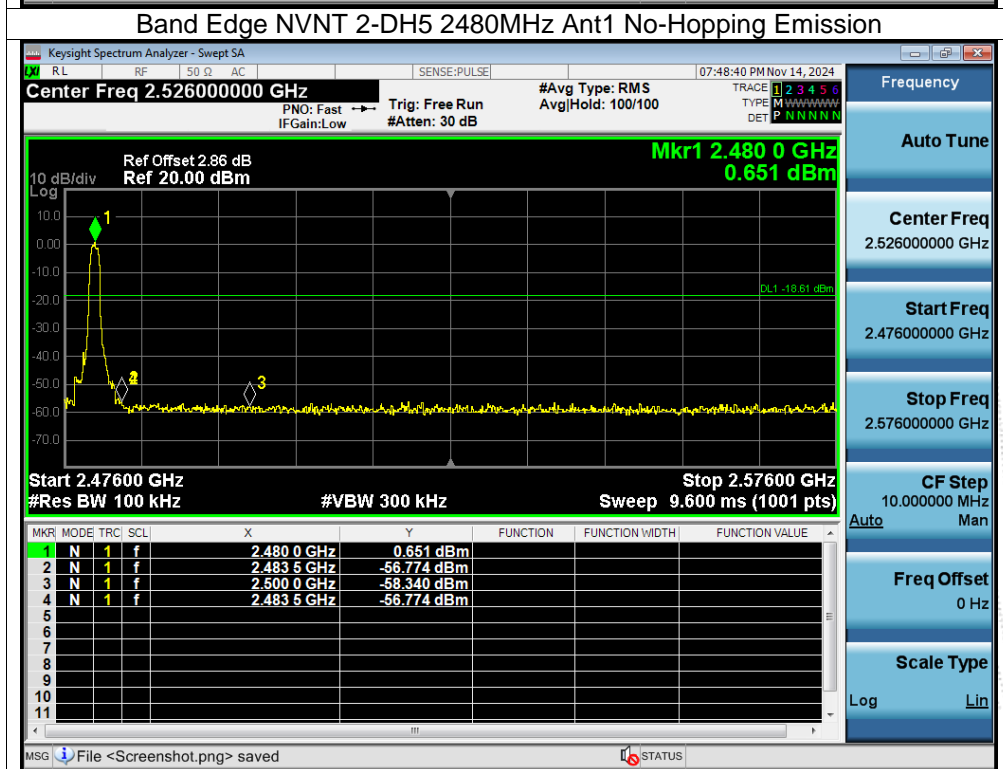 Band Edge NVNT 2-DH5 2480MHz Ant1 No-Hopping Emission
Keysight Spectrum Analyzer - Swept SA
LXI RL RF 50 Ω AC SENSE:PULSE 07:48:40 PM Nov 14, 2024
Center Freq 2.526000000 GHz #Avg Type: RMS TRACE 1 2 3 4 5 6
PNO: Fast Trig: Free Run Avg|Hold: 100/100 TYPE M WWWWW
IFGain:Low #Atten: 30 dB DET P N N N N N
Frequency
Auto Tune
Center Freq
2.526000000 GHz
Start Freq
2.476000000 GHz
Stop Freq
2.576000000 GHz
CF Step
10.000000 MHz
Auto Man
Freq Offset
0 Hz
Scale Type
Log Lin
Ref Offset 2.86 dB Mkr1 2.480 0 GHz
10 dB/div Ref 20.00 dBm 0.651 dBm
Log
10.0
0.00
-10.0
-20.0
-30.0
-40.0
-50.0
-60.0
-70.0
1
DL1 -18.61 dBm
3
Start 2.47600 GHz Stop 2.57600 GHz
#Res BW 100 kHz #VBW 300 kHz Sweep 9.600 ms (1001 pts)
MKR MODE TRC SCL X Y FUNCTION FUNCTION WIDTH FUNCTION VALUE
1 N 1 f 2.480 0 GHz 0.651 dBm
2 N 1 f 2.483 5 GHz -56.774 dBm
3 N 1 f 2.500 0 GHz -58.340 dBm
4 N 1 f 2.483 5 GHz -56.774 dBm
5
6
7
8
9
10
11
MSG File <Screenshot.png> saved STATUS